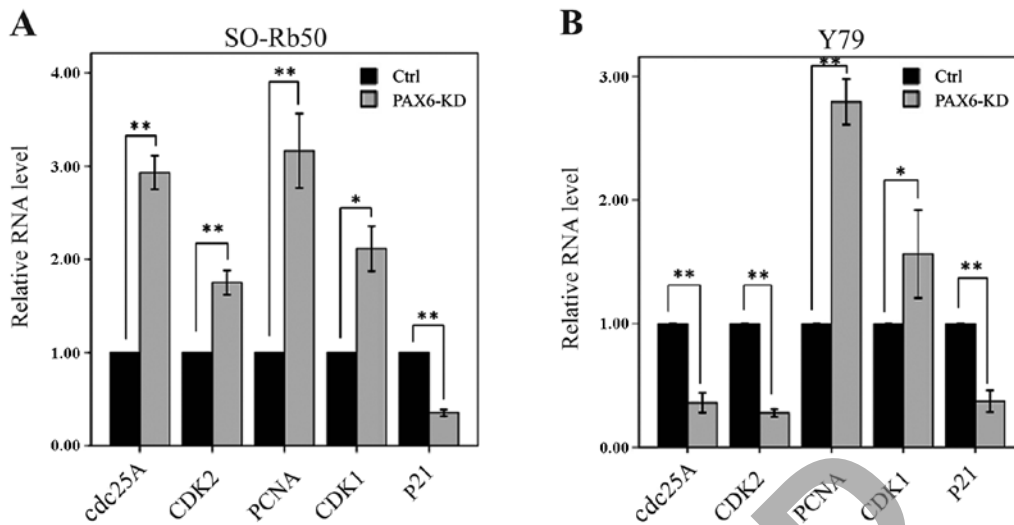 A
SO-Rb50
Relative RNA level
4.00
3.00
2.00
1.00
0.00
Ctrl
PAX6-KD
**
**
**
*
**
cdc25A
CDK2
PCNA
CDK1
P21
B
Y79
Relative RNA level
3.00
2.00
1.00
0.00
Ctrl
PAX6-KD
**
**
**
*
**
cdc25A
CDK2
PCNA
CDK1
P21